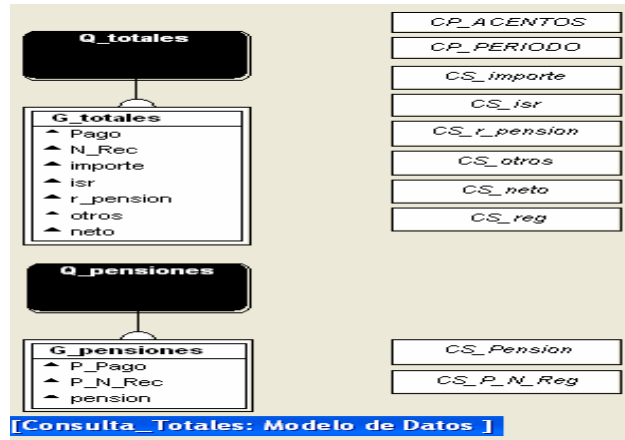 Q_totales
G_totales
Pago
N_Rec
importe
isr
r_pension
otros
neto
CP_ACENTOS
CP_PERIODO
CS_importe
CS_isr
CS_r_pension
CS_otros
CS_neto
CS_reg
Q_pensiones
G_pensiones
P_Pago
P_N_Rec
pension
CS_Pension
CS_P_N_Reg
[Consulta_Totales: Modelo de Datos ]